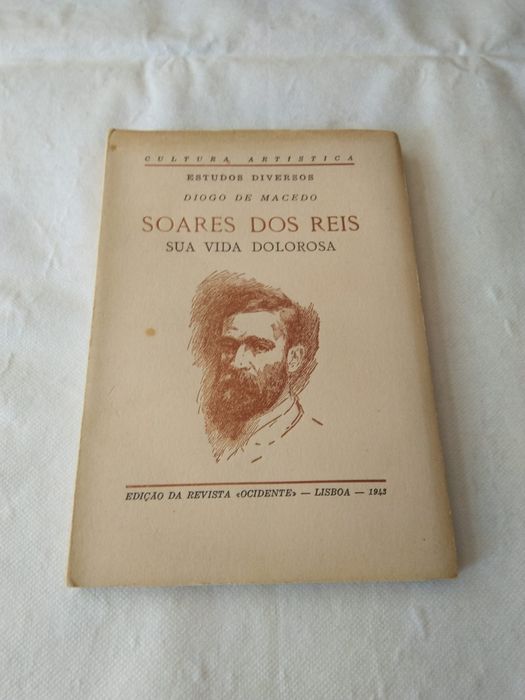 CULTURA ARTISTICA
ESTUDOS DIVERSOS
DIOGO DE MACEDO
SOARES DOS REIS
SUA VIDA DOLOROSA
EDIÇÃO DA REVISTA «OCIDENTE» — LISBOA — 1943